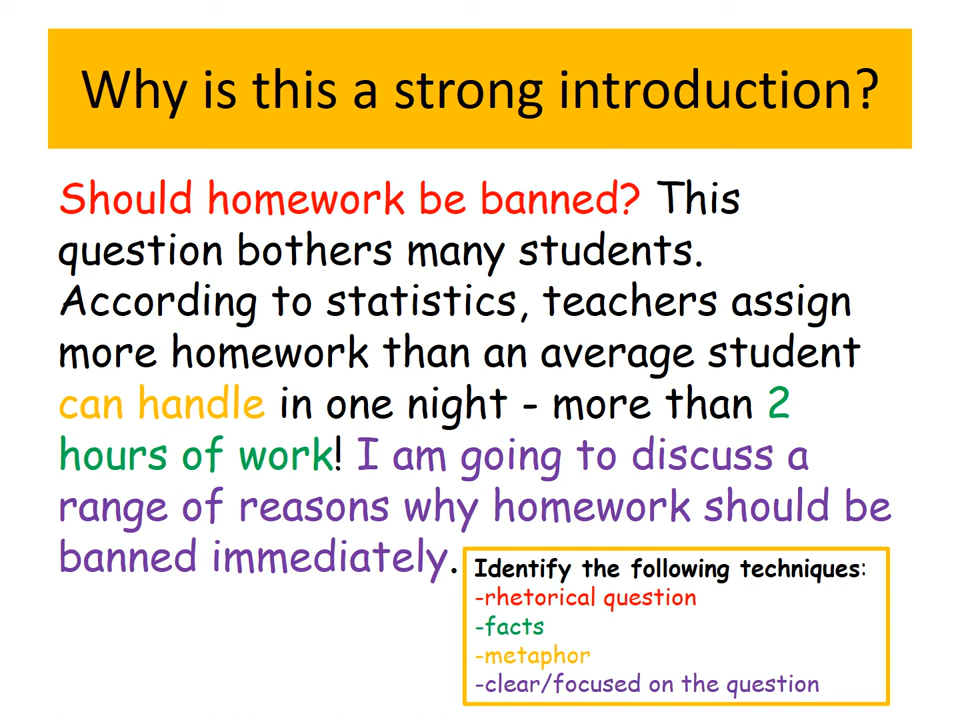 Why is this a strong introduction?
Should homework be banned? This
question bothers many students.
According to statistics, teachers assign
more homework than an average student
can handle in one night - more than 2
hours of work! I am going to discuss a
range of reasons why homework should be
banned immediately.
Identify the following techniques:
-rhetorical question
-facts
-metaphor
-clear/focused on the question